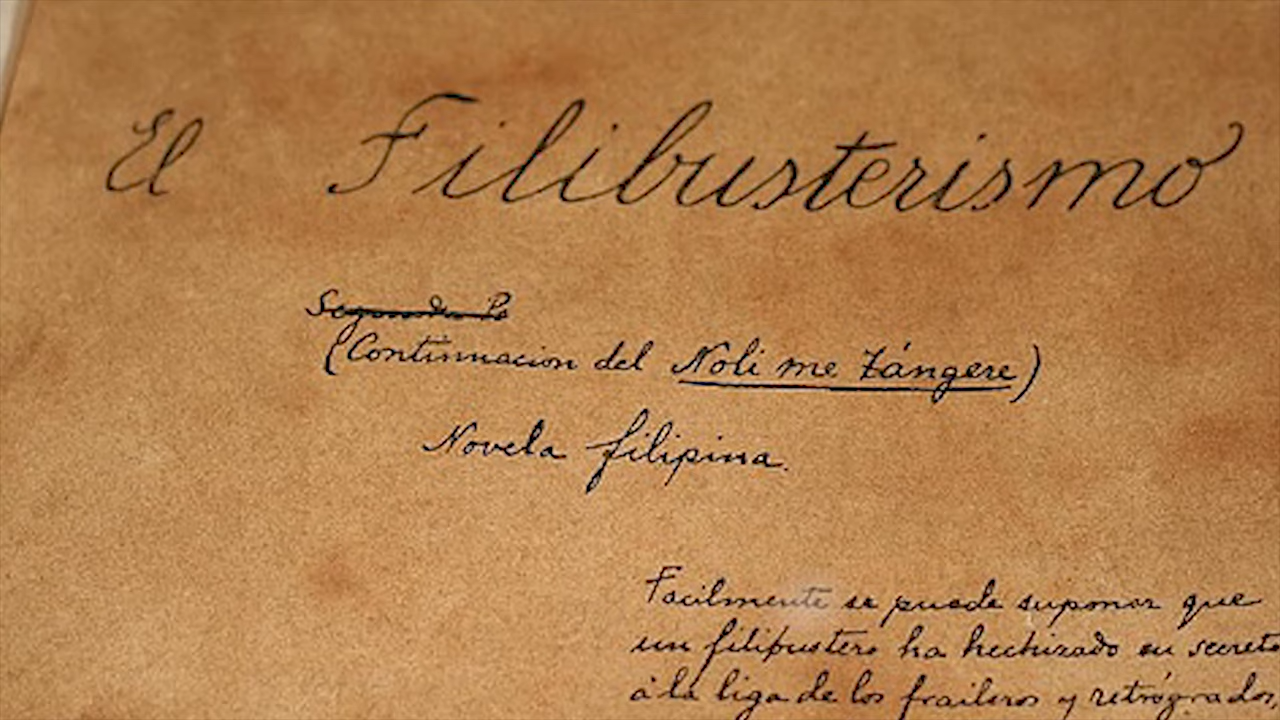 El Filibusterismo
(Continuacion del Noli me tángere)
Novela filipina.
Facilmente se puede suponer que
un filibustero ha hechizado en secreto
á la liga de los fraileros y retrógrados,